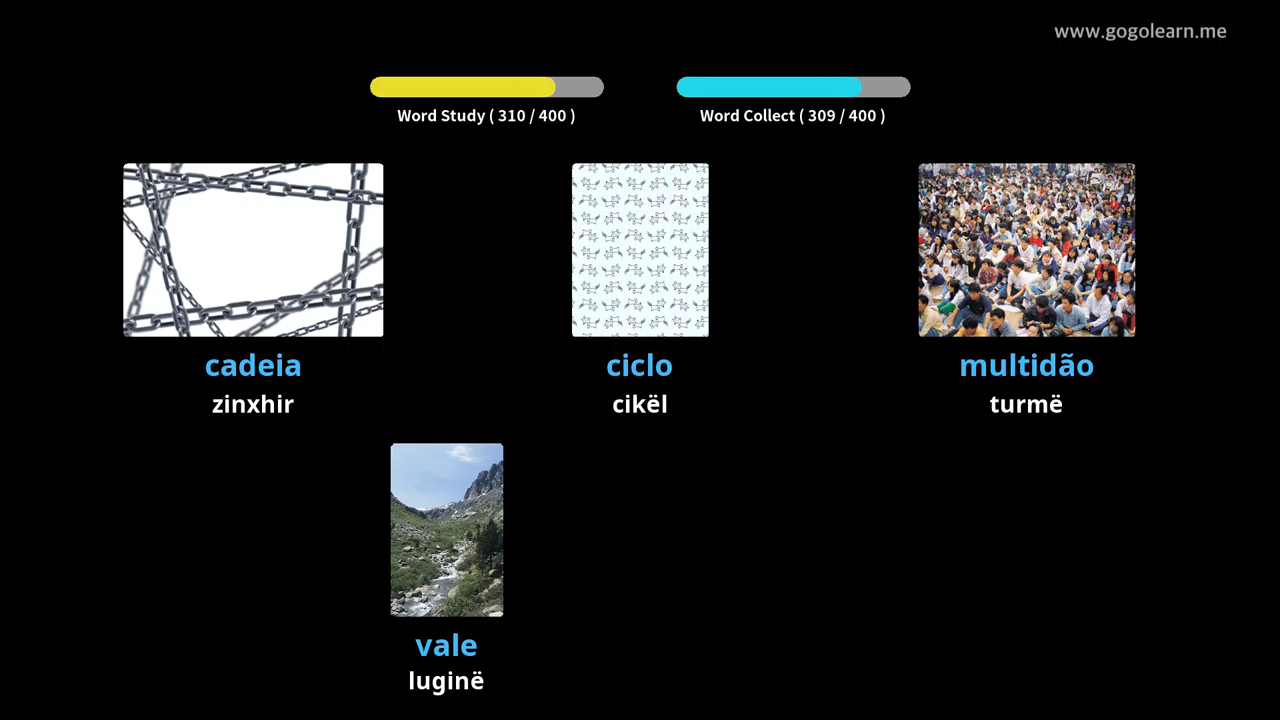 www.gogolearn.me
Word Study ( 310 / 400 )
Word Collect ( 309 / 400 )
cadeia
zinxhir
ciclo
cikël
multidão
turmë
vale
luginë